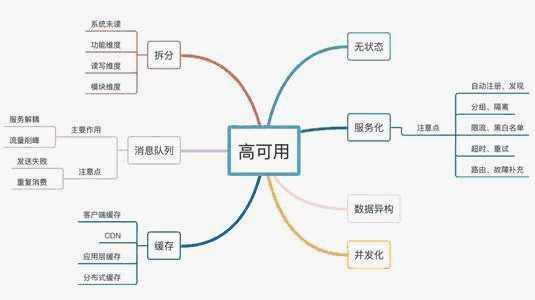 高可用
拆分
系统未读
功能维度
读写维度
模块维度
消息队列
主要作用
服务解耦
流量削峰
注意点
发送失败
重复消费
缓存
客户端缓存
CDN
应用层缓存
分布式缓存
无状态
服务化
注意点
自动注册、发现
分组、隔离
限流、黑白名单
超时、重试
路由、故障补充
数据异构
并发化